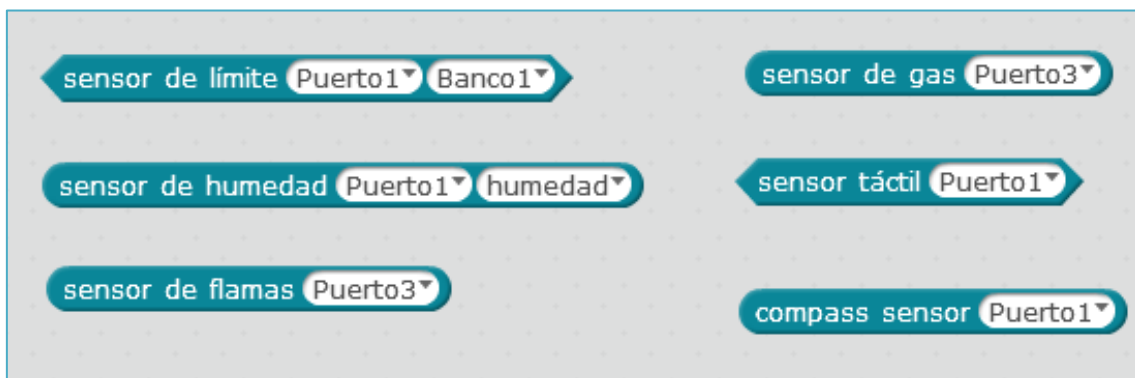 sensor de límite Puerto1 Banco1
sensor de humedad Puerto1 humedad
sensor de flamas Puerto3
sensor de gas Puerto3
sensor táctil Puerto1
compass sensor Puerto1